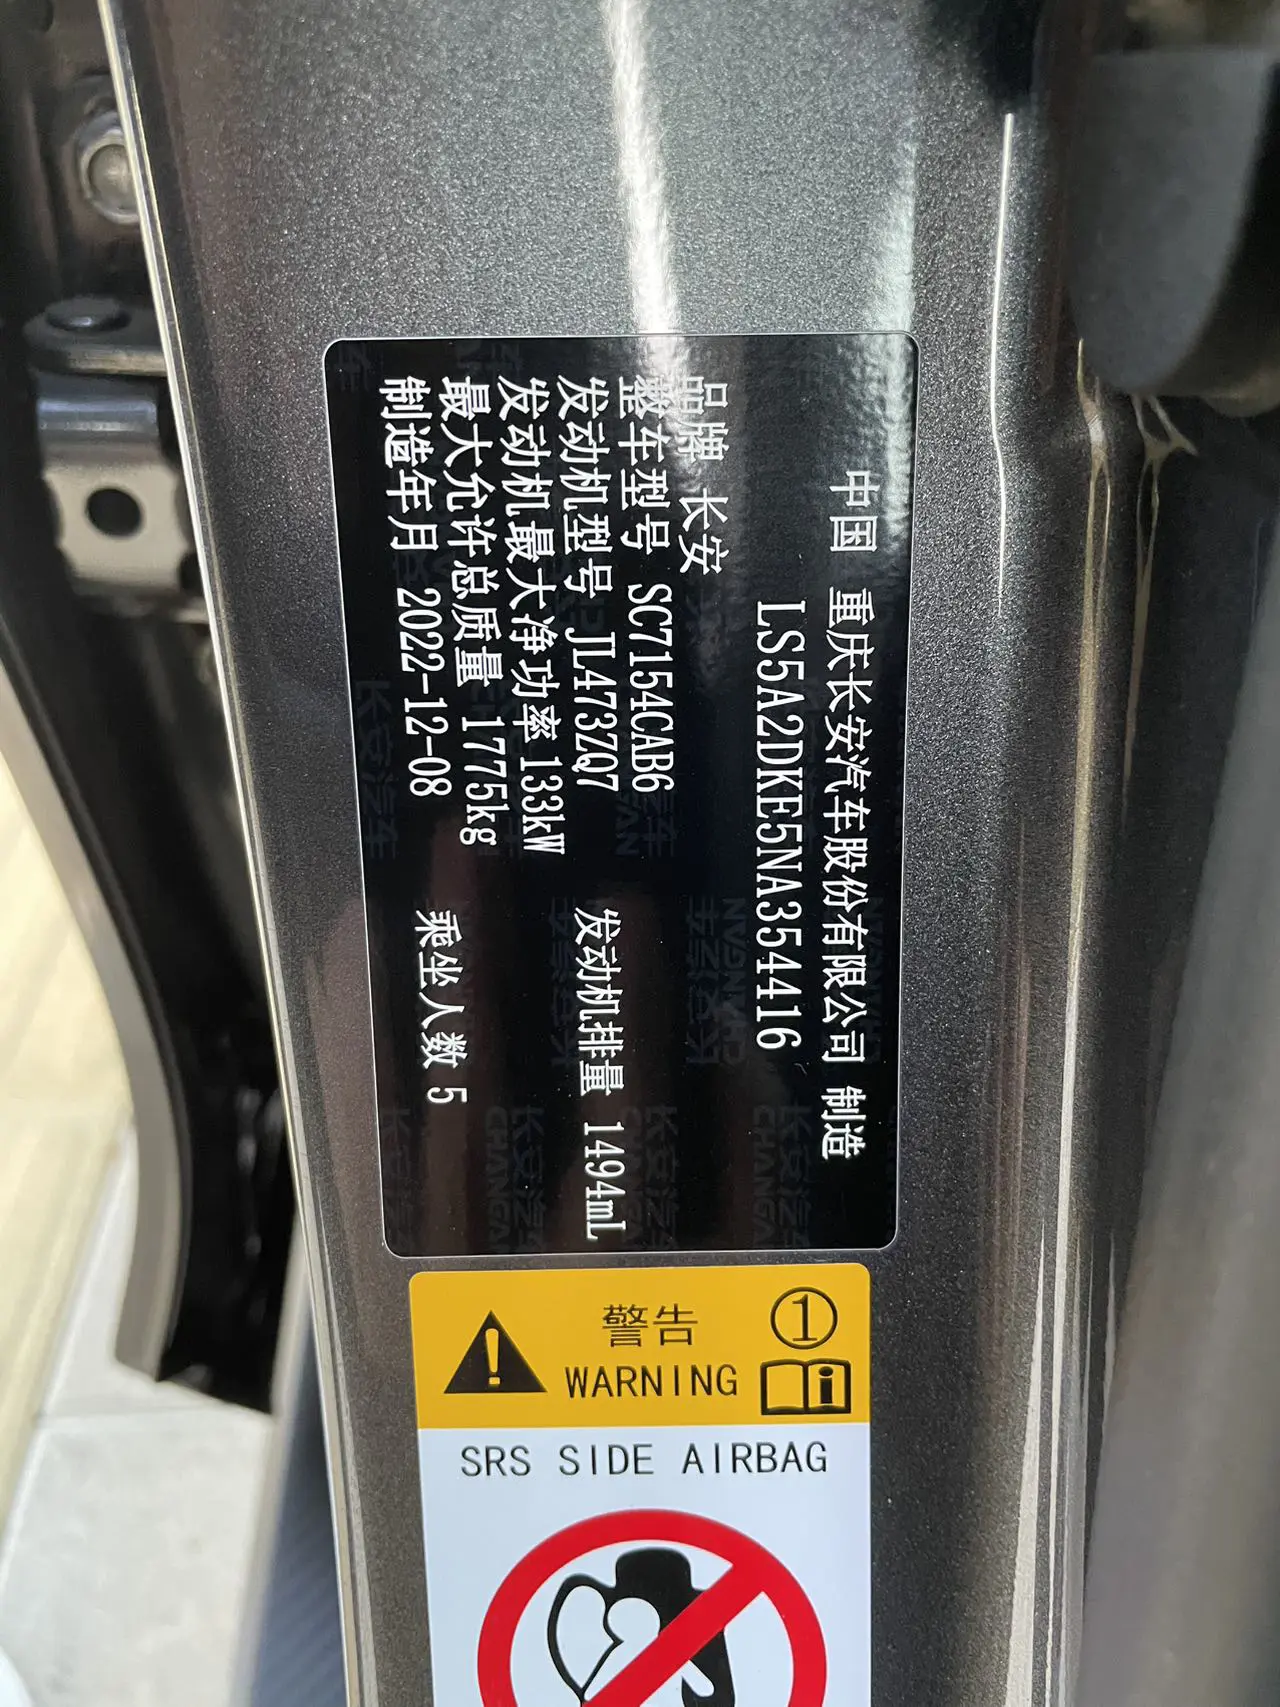 中国 重庆长安汽车股份有限公司 制造
LS5A2DKE5NA354416
品牌 长安
整车型号 SC7154CAB6
发动机型号 JL473ZQ7 发动机排量 1494mL
发动机最大净功率 133kW
最大允许总质量 1775kg
制造年月 2022-12-08 乘坐人数 5
警告 ①
WARNING
SRS SIDE AIRBAG